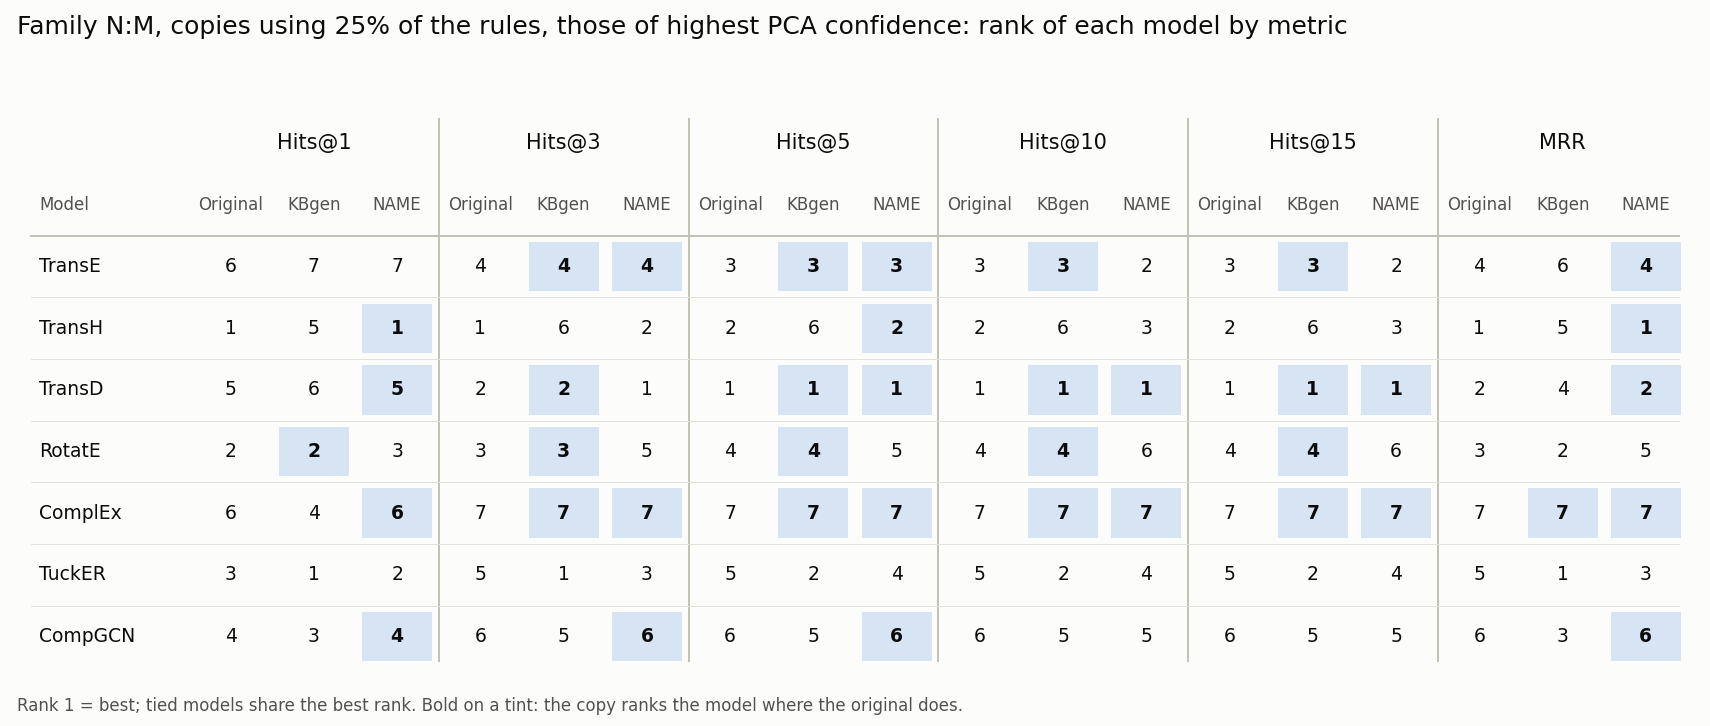 Family N:M, copies using 25% of the rules, those of highest PCA confidence: rank of each model by metric
Hits@1 Hits@3 Hits@5 Hits@10 Hits@15 MRR
Model Original KBgen NAME Original KBgen NAME Original KBgen NAME Original KBgen NAME Original KBgen NAME Original KBgen NAME
TransE 6 7 7 4 4 4 3 3 3 3 3 2 3 3 2 4 6 4
TransH 1 5 1 1 6 2 2 6 2 2 6 3 2 6 3 1 5 1
TransD 5 6 5 2 2 1 1 1 1 1 1 1 1 1 1 2 4 2
RotatE 2 2 3 3 3 5 4 4 5 4 4 6 4 4 6 3 2 5
ComplEx 6 4 6 7 7 7 7 7 7 7 7 7 7 7 7 7 7 7
TuckER 3 1 2 5 1 3 5 2 4 5 2 4 5 2 4 5 1 3
CompGCN 4 3 4 6 5 6 6 5 6 6 5 5 6 5 5 6 3 6
Rank 1 = best; tied models share the best rank. Bold on a tint: the copy ranks the model where the original does.